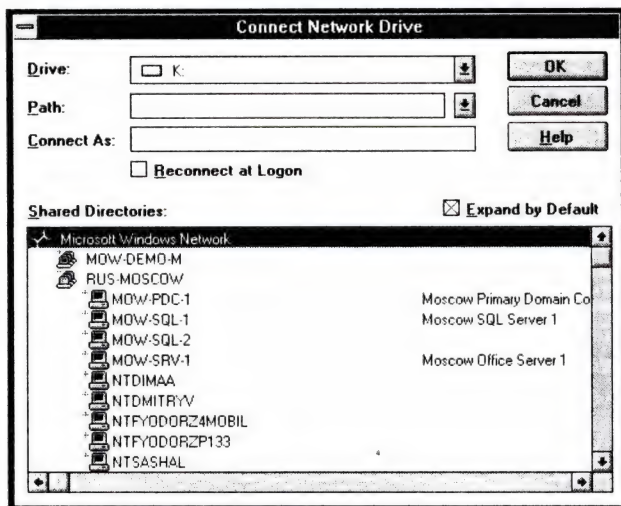 Connect Network Drive
Drive: K: OK
Path: Cancel
Connect As: Help
Reconnect at Logon
Shared Directories: Expand by Default
Microsoft Windows Network
MOW-DEMO-M
RUS-MOSCOW
MOW-PDC-1 Moscow Primary Domain Co
MOW-SQL-1 Moscow SQL Server 1
MOW-SQL-2
MOW-SRV-1 Moscow Office Server 1
NTDIMAA
NTDMITRYV
NTFYODORZ4MOBIL
NTFYODORZP133
NTSASHAL